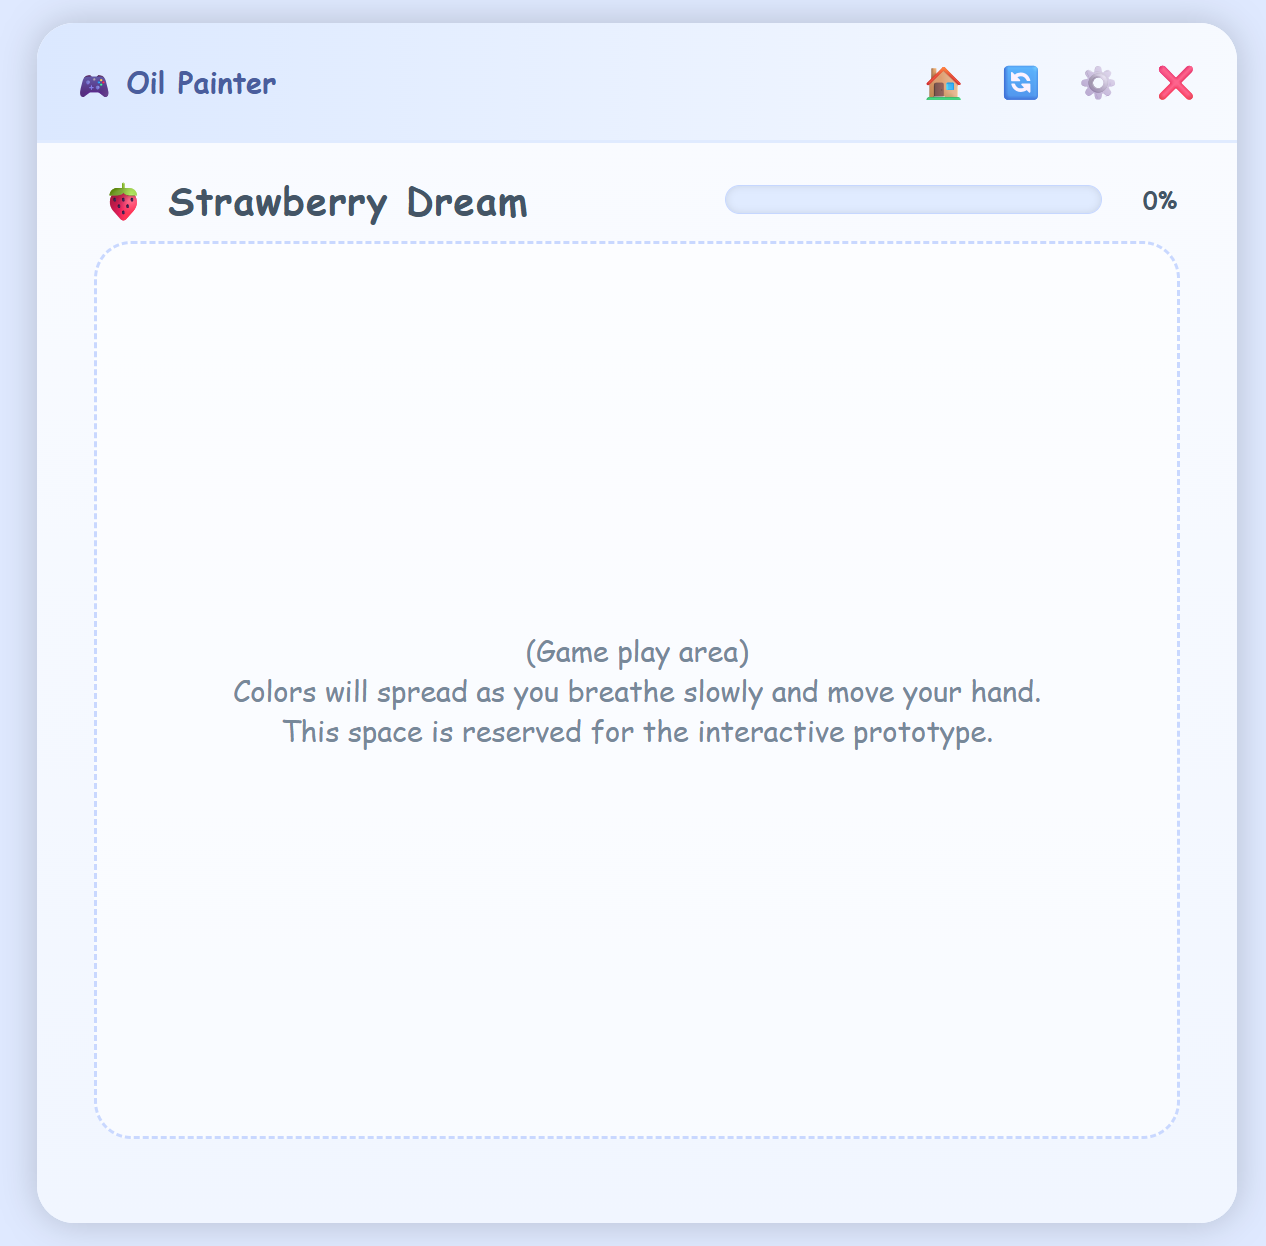 Oil Painter
Strawberry Dream
0%
(Game play area)
Colors will spread as you breathe slowly and move your hand.
This space is reserved for the interactive prototype.